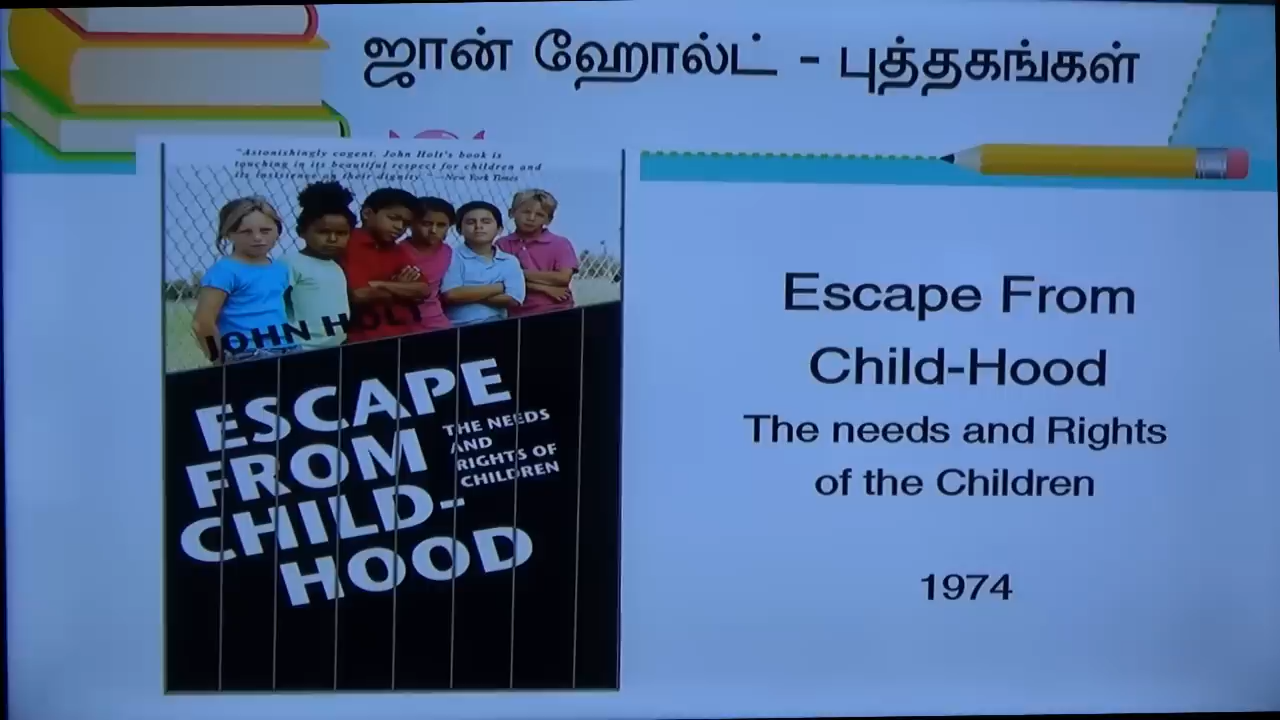 ஜான் ஹோல்ட் - புத்தகங்கள்
"Astonishingly cogent. John Holt's book is
touching in its beautiful respect for children and
its insistence on their dignity." —New York Times
JOHN HOLT
ESCAPE
FROM
CHILD-
HOOD
THE NEEDS
AND
RIGHTS OF
CHILDREN
Escape From
Child-Hood
The needs and Rights
of the Children
1974